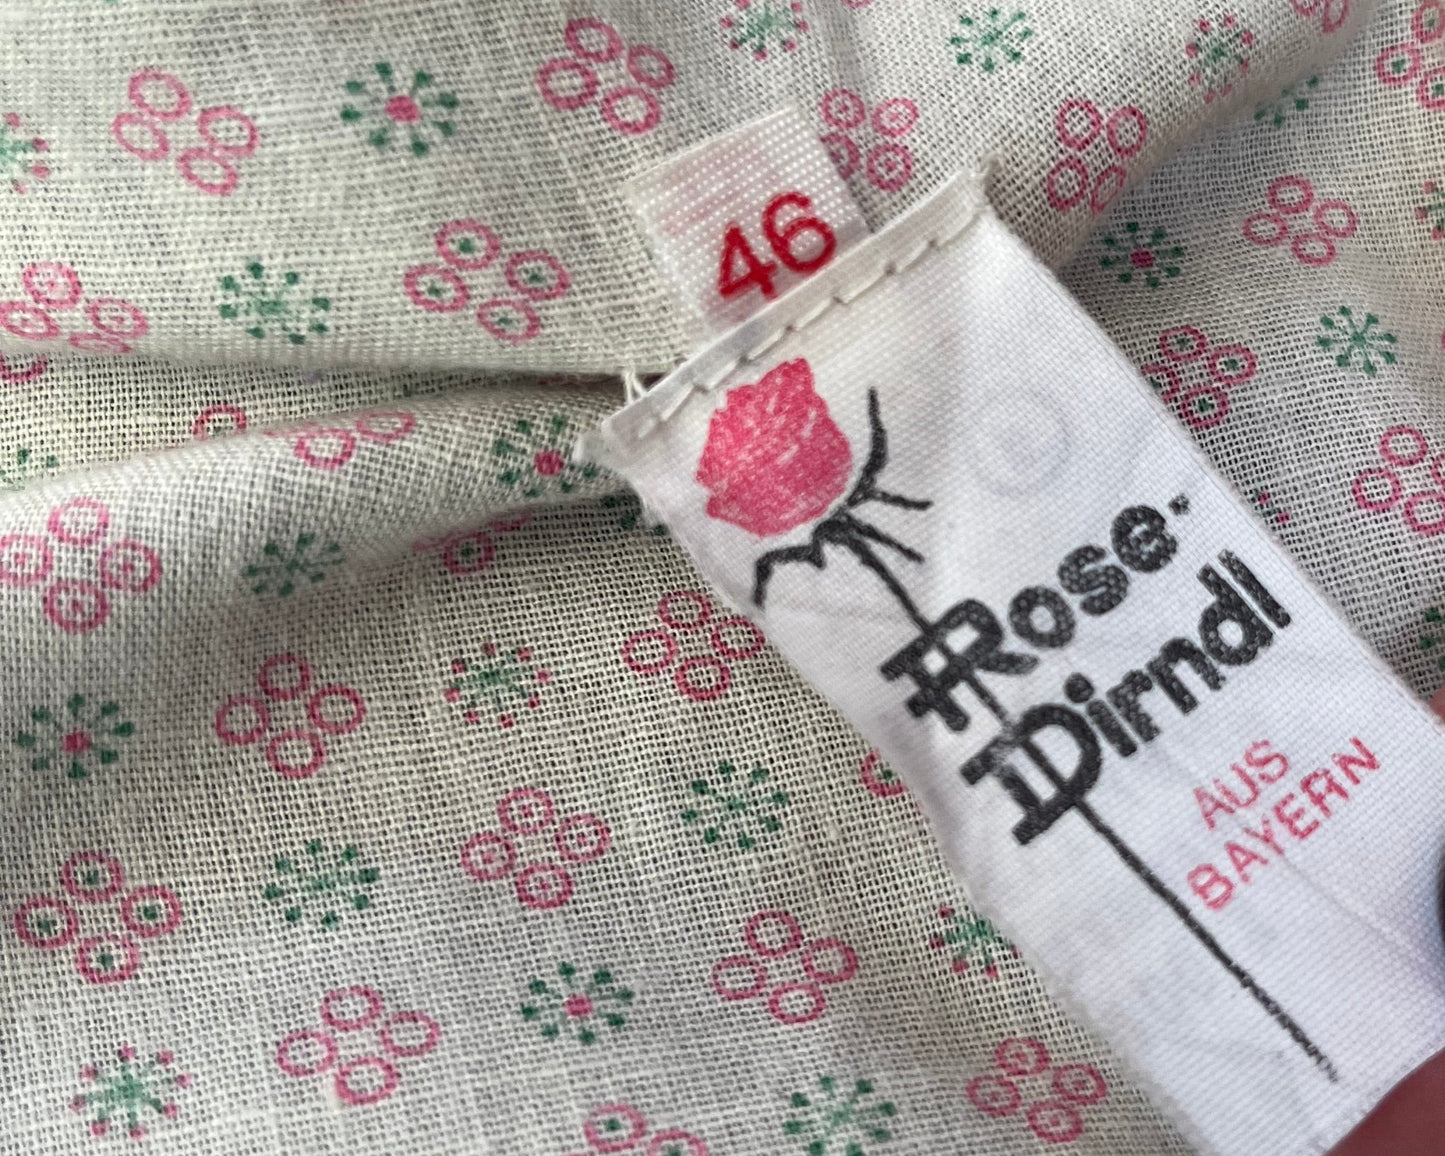 46
Rose-
Dirndl
AUS
BAYERN